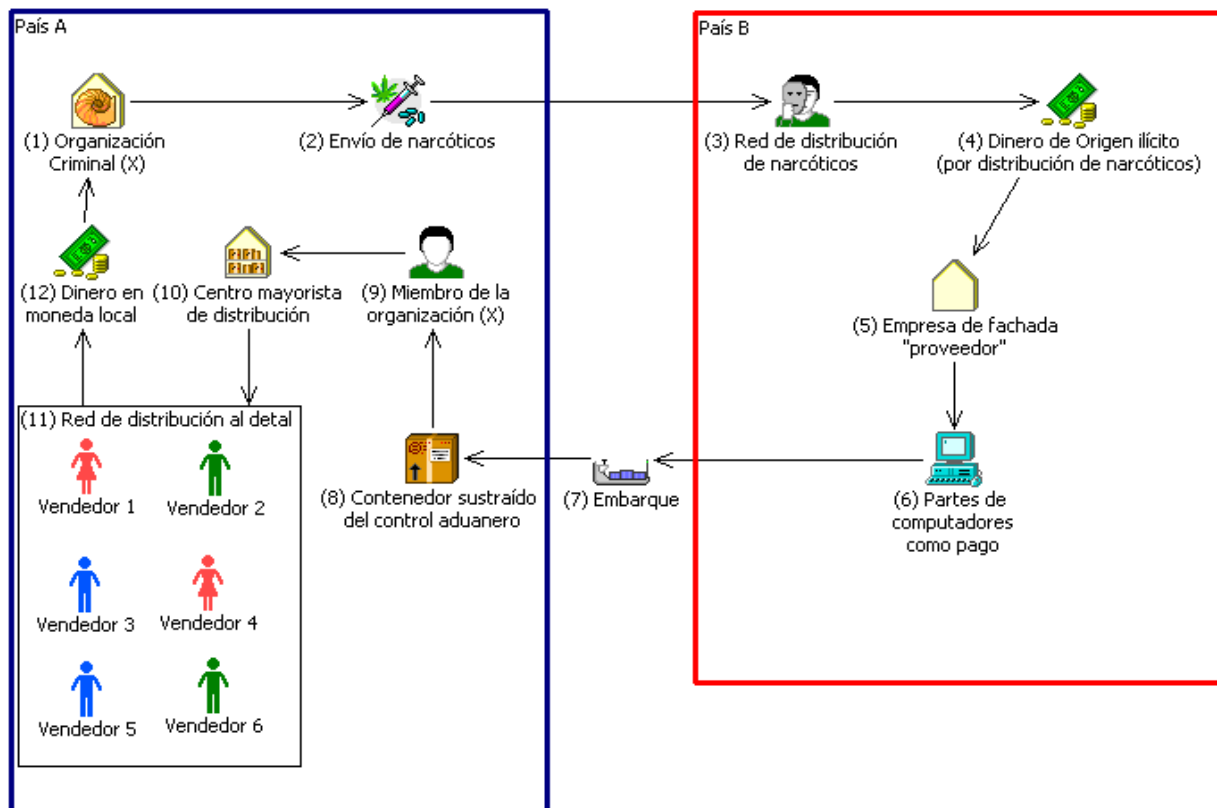 País A
País B
(1) Organización
Criminal (X)
(2) Envío de narcóticos
(3) Red de distribución
de narcóticos
(4) Dinero de Origen ilícito
(por distribución de narcóticos)
(5) Empresa de fachada
"proveedor"
(6) Partes de
computadores
como pago
(7) Embarque
(8) Contenedor sustraído
del control aduanero
(9) Miembro de la
organización (X)
(10) Centro mayorista
de distribución
(11) Red de distribución al detal
Vendedor 1
Vendedor 2
Vendedor 3
Vendedor 4
Vendedor 5
Vendedor 6
(12) Dinero en
moneda local